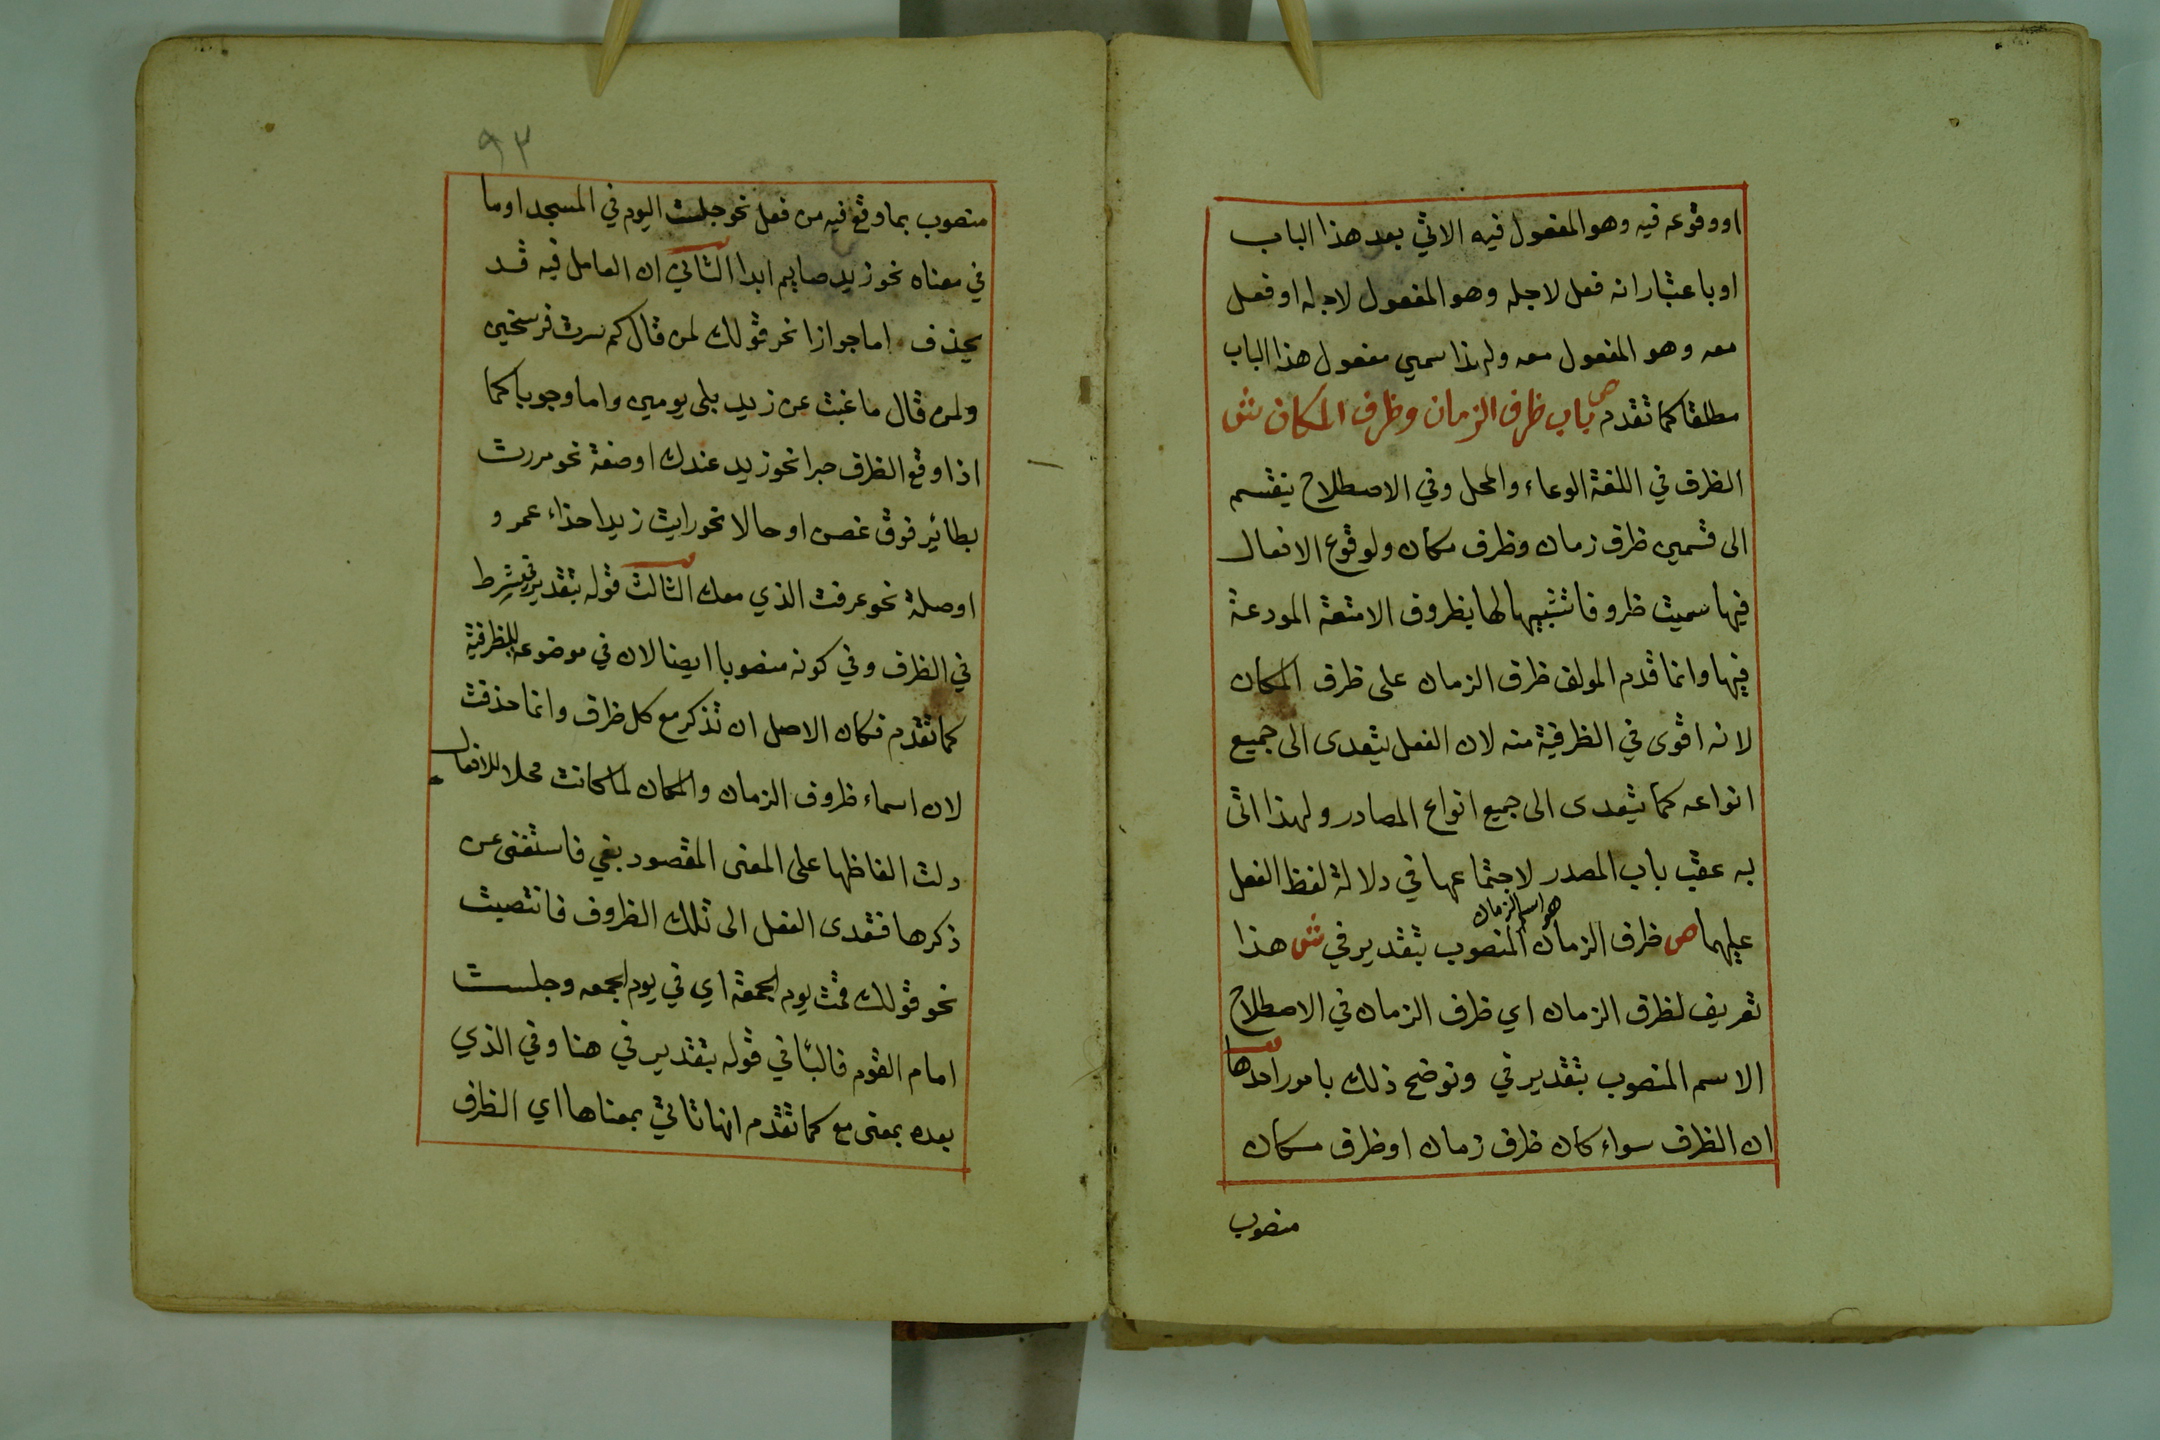 اووقوعه فيه وهو المفعول فيه الاتي بعد هذا الباب
اوباعتبار انه فعل لاجله وهو المفعول لاجله اوفعل
معه وهو المفعول معه ولهذا سمي مفعول هذا الباب
مطلقا كما تقدم ص باب ظرف الزمان وظرف المكان ش
الظرف في اللغة الوعاء والمحل وفي الاصطلاح ينقسم
الى قسمين ظرف زمان وظرف مكان ولوقوع الافعال
فيها سميت ظروفا تشبيها لها بظروف الامتعة المودعة
فيها وانما قدم المولف ظرف الزمان على ظرف المكان
لانه اقوى في الظرفية منه لان الفعل يتعدى الى جميع
انواعه كما يتعدى الى جميع انواع المصادر ولهذا اتى
به عقب باب المصدر لاجتماعها في دلالة لفظ الفعل
هو اسم الزمان
عليهما ص ظرف الزمان المنصوب بتقدير في ش هذا
تعريف لظرف الزمان اي ظرف الزمان في الاصطلاح
الاسم المنصوب بتقدير في وتوضح ذلك بامور احدها
ان الظرف سواء كان ظرف زمان اوظرف مكان
منصوب
٩٣
منصوب بما وقع فيه من فعل نحو جلست اليوم في المسجد اوما
في معناه نحو زيد صايم ابدا الثاني ان العامل فيه قد
يحذف اما جوازا نحو قولك لمن قال كم سرت فرسخين
ولمن قال ما غبت عن زيد بلى يومين واما وجوبا كما
اذا وقع الظرف خبرا نحو زيد عندك اوصفة نحو مررت
بطائر فوق غصن اوحالا نحو رايت زيدا حذاء عمرو
اوصلة نحو عرفت الذي معك الثالث قوله بتقدير في شرط
في الظرف وفي كونه منصوبا ايضا لان في موضوعه للظرفية
كما تقدم فكان الاصل ان تذكر مع كل ظرف وانما حذفت
لان اسماء ظروف الزمان والمكان لما كانت محلا للافعال
دلت الفاظها على المعنى المقصود بفي فاستغنى عن
ذكرها فتعدى الفعل الى تلك الظروف فانتصبت
نحو قولك قمت يوم الجمعة اي في يوم الجمعه وجلست
امام القوم فالباء في قوله بتقدير في هنا وفي الذي
بعده بمعنى مع كما تقدم انها تاتي بمعناها اي الظرف